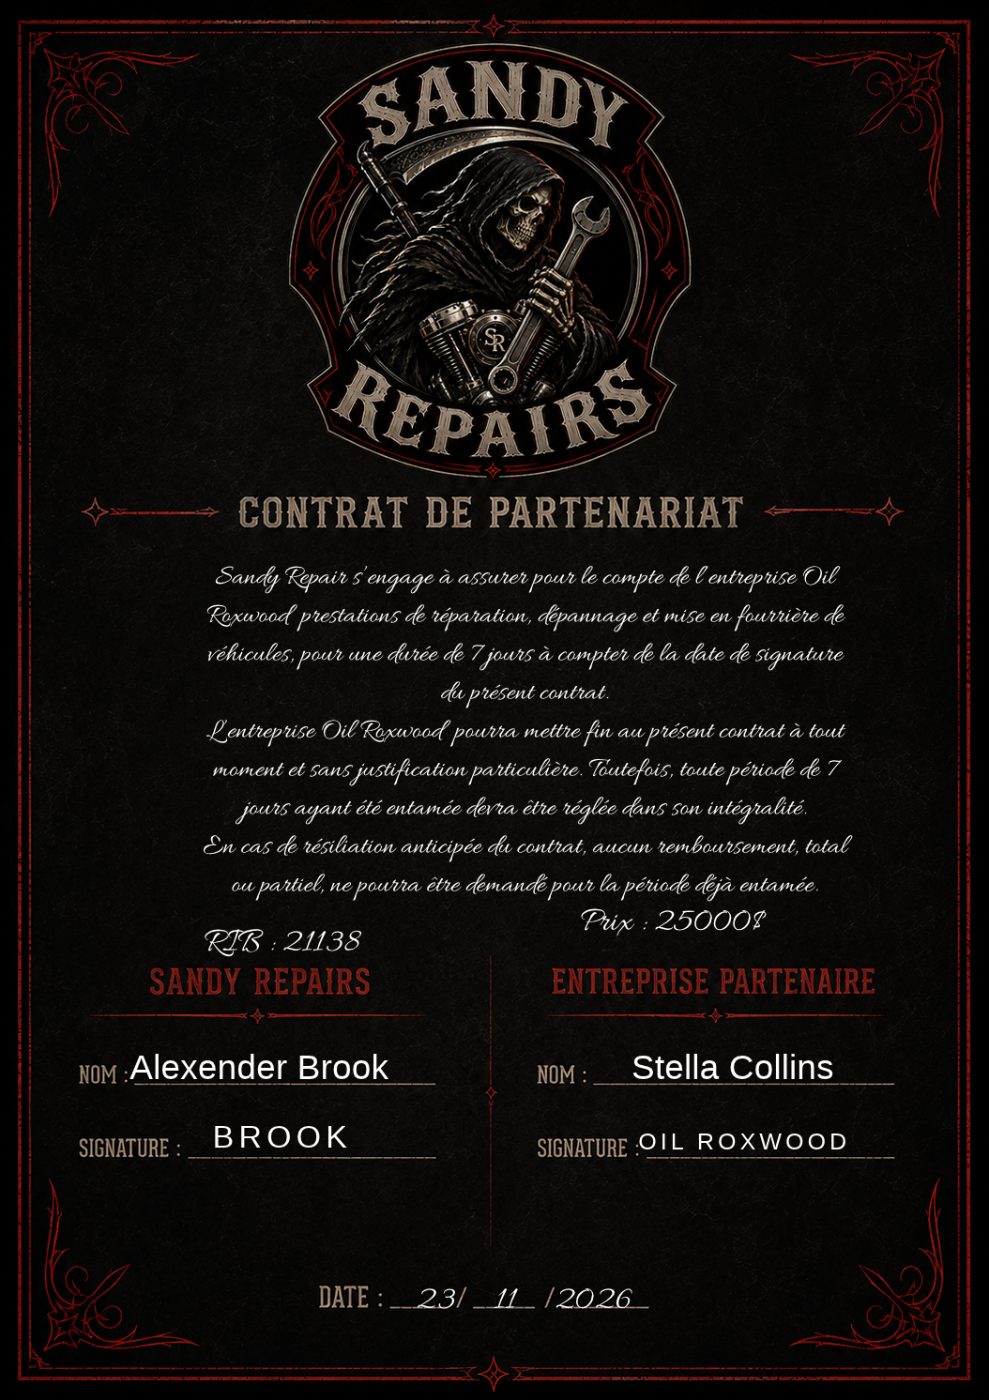 SANDY
SR
REPAIRS
CONTRAT DE PARTENARIAT
Sandy Repair s'engage à assurer pour le compte de l'entreprise Oil
Roxwood prestations de réparation, dépannage et mise en fourrière de
véhicules, pour une durée de 7 jours à compter de la date de signature
du présent contrat.
L'entreprise Oil Roxwood pourra mettre fin au présent contrat à tout
moment et sans justification particulière. Toutefois, toute période de 7
jours ayant été entamée devra être réglée dans son intégralité.
En cas de résiliation anticipée du contrat, aucun remboursement, total
ou partiel, ne pourra être demandé pour la période déjà entamée.
Prix : 25000$
RIB : 21138
SANDY REPAIRS
ENTREPRISE PARTENAIRE
NOM : Alexender Brook
NOM : Stella Collins
SIGNATURE : BROOK
SIGNATURE : OIL ROXWOOD
DATE : 23/ 11 /2026